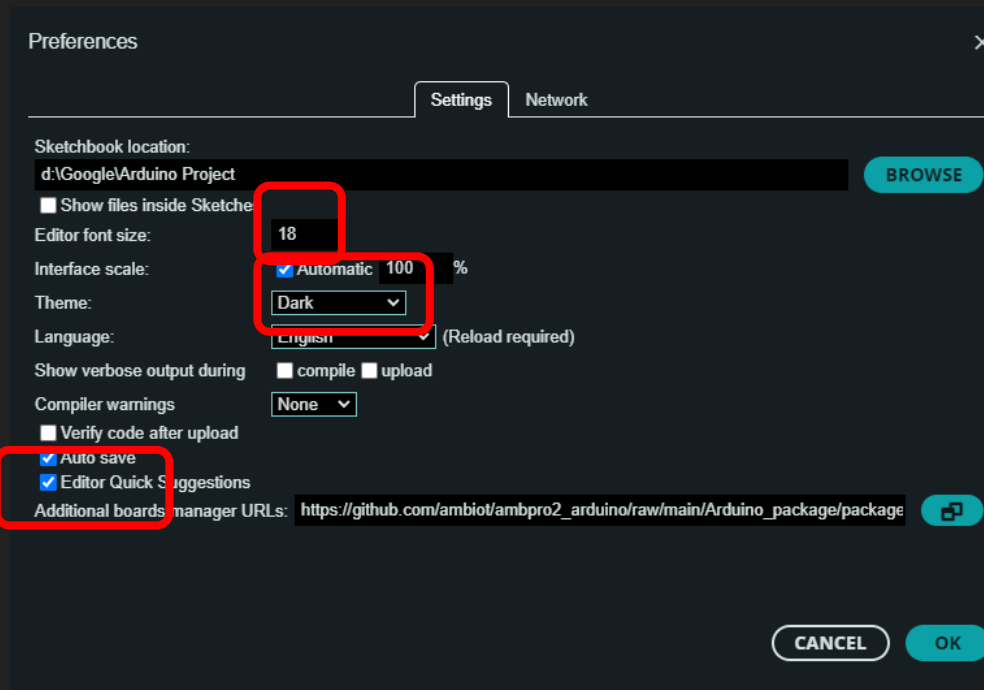 Preferences
Settings Network
Sketchbook location:
d:\Google\Arduino Project
BROWSE
Show files inside Sketches
Editor font size: 18
Interface scale: Automatic 100 %
Theme: Dark
Language: English (Reload required)
Show verbose output during compile upload
Compiler warnings None
Verify code after upload
Auto save
Editor Quick Suggestions
Additional boards manager URLs: https://github.com/ambiot/ambpro2_arduino/raw/main/Arduino_package/package
CANCEL OK